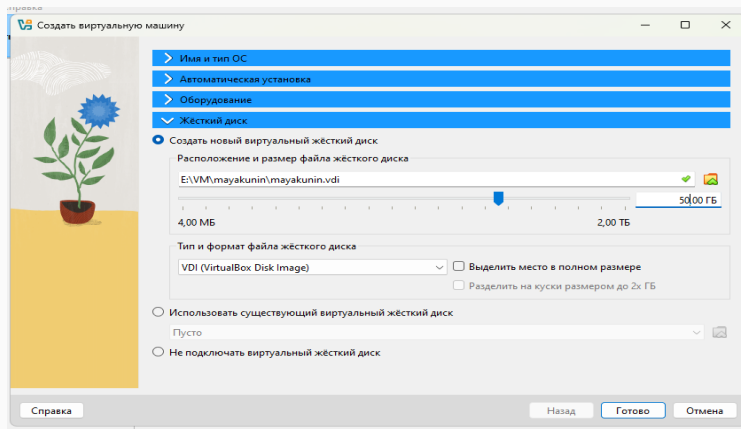 справка
Создать виртуальную машину
Имя и тип ОС
Автоматическая установка
Оборудование
Жёсткий диск
Создать новый виртуальный жёсткий диск
Расположение и размер файла жёсткого диска
E:\VM\mayakunin\mayakunin.vdi
50,00 ГБ
4,00 МБ 2,00 ТБ
Тип и формат файла жёсткого диска
VDI (VirtualBox Disk Image) Выделить место в полном размере
Разделить на куски размером до 2х ГБ
Использовать существующий виртуальный жёсткий диск
Пусто
Не подключать виртуальный жёсткий диск
Справка Назад Готово Отмена